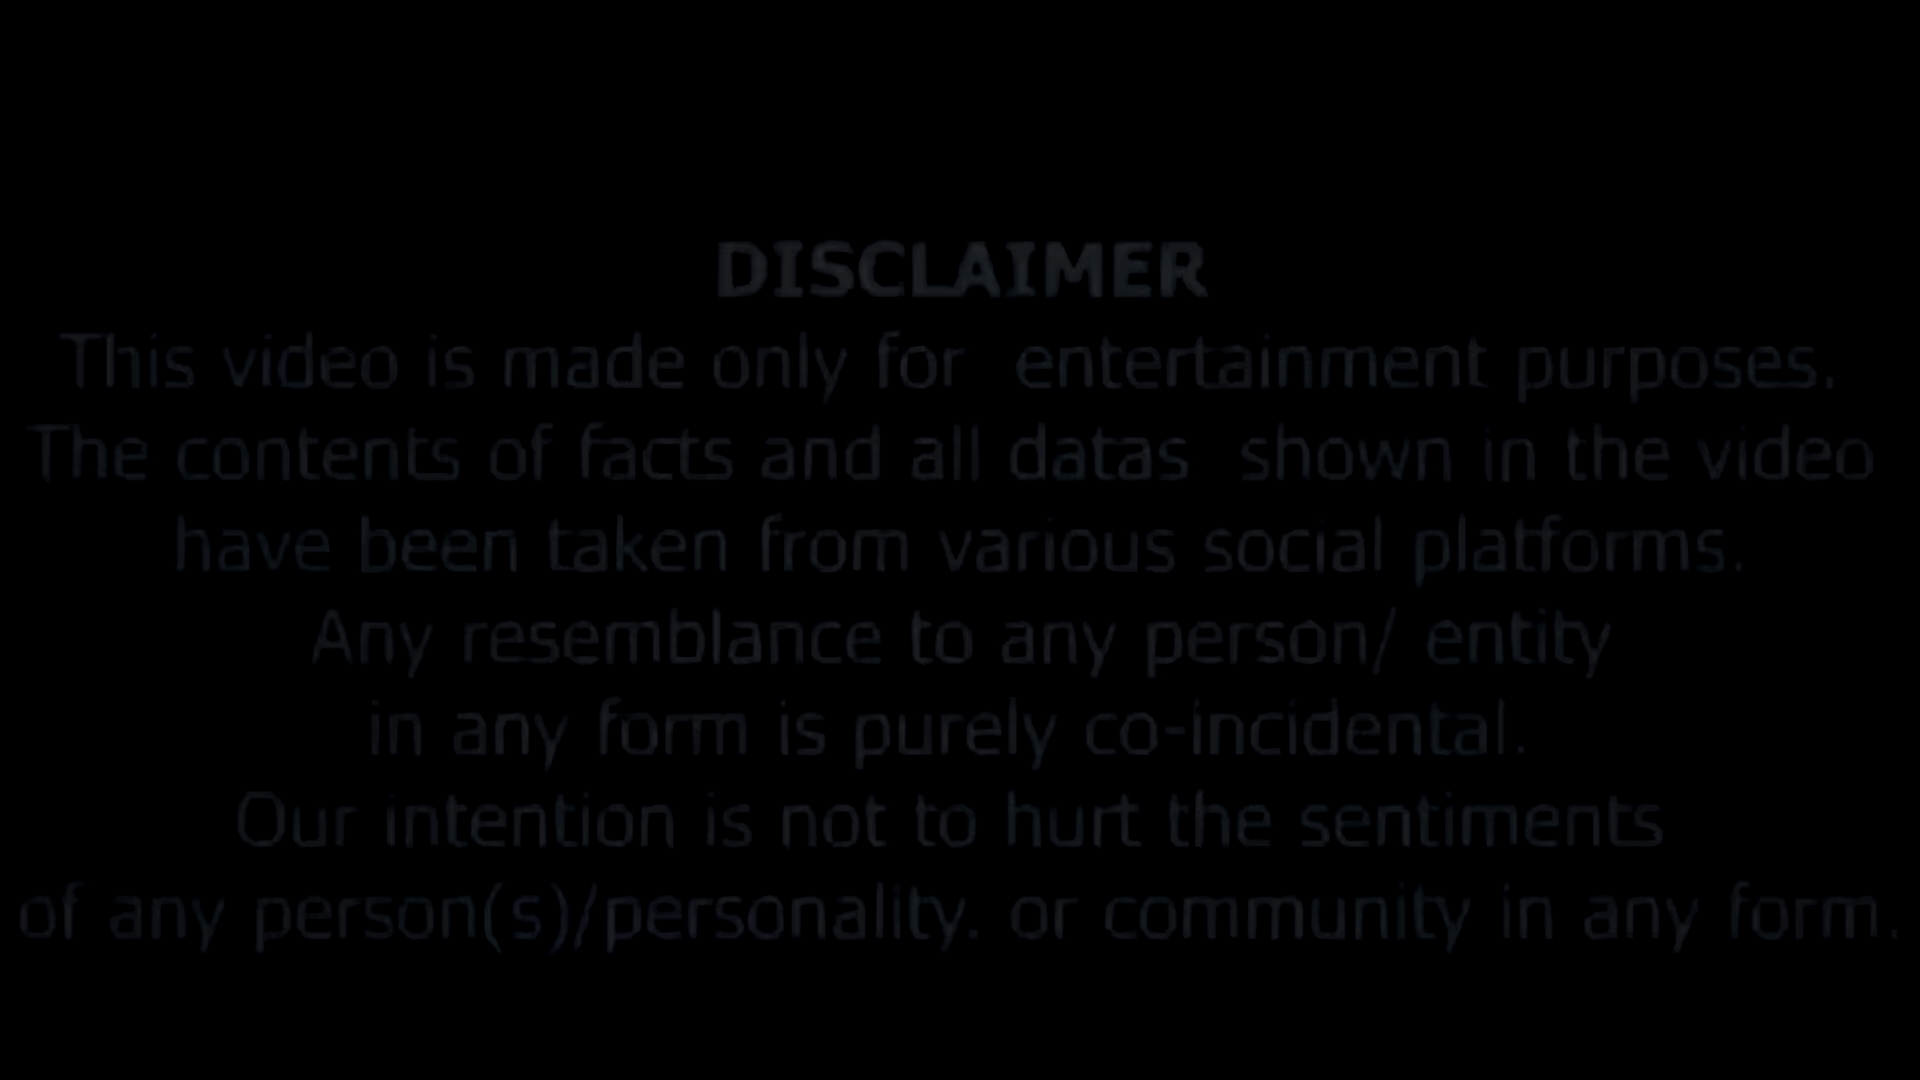 DISCLAIMER
This video is made only for entertainment purposes.
The contents of facts and all datas shown in the video
have been taken from various social platforms.
Any resemblance to any person/ entity
in any form is purely co-incidental.
Our intention is not to hurt the sentiments
of any person(s)/personality. or community in any form.